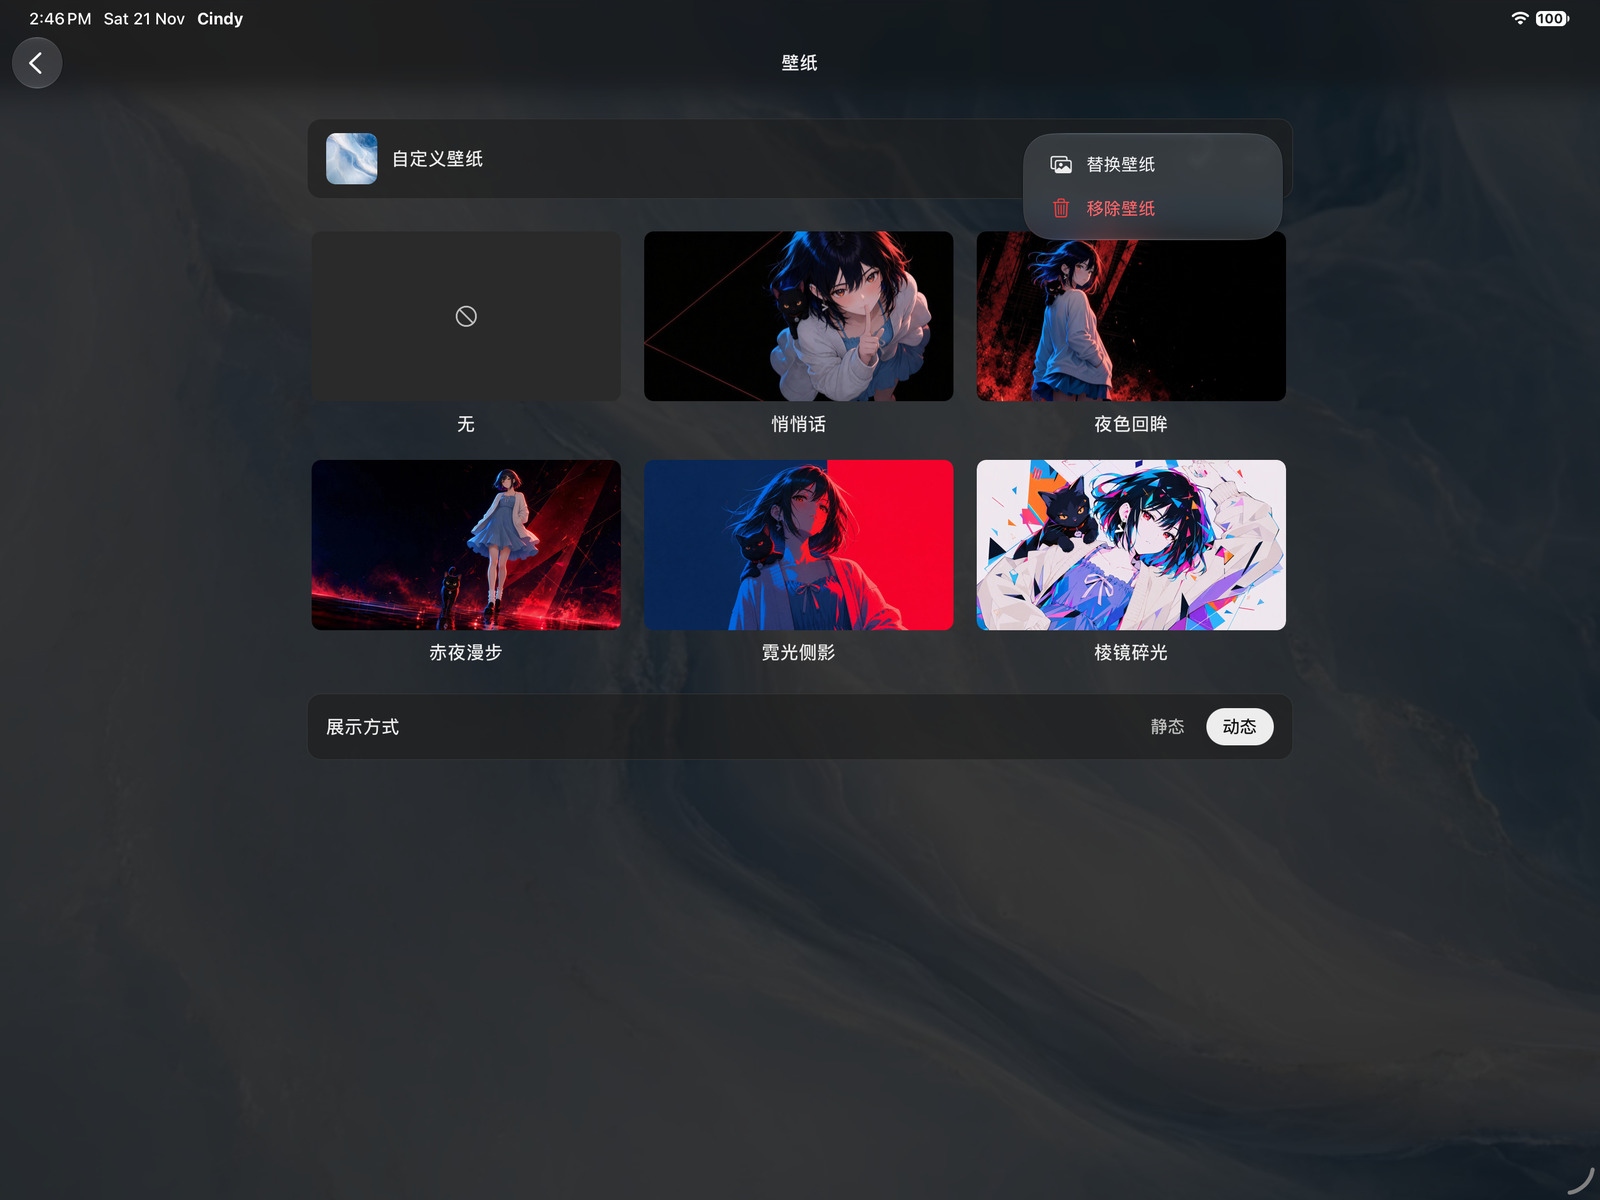 2:46 PM Sat 21 Nov Cindy
100
壁纸
自定义壁纸
替换壁纸
移除壁纸
无
悄悄话
夜色回眸
赤夜漫步
霓光侧影
棱镜碎光
展示方式
静态
动态